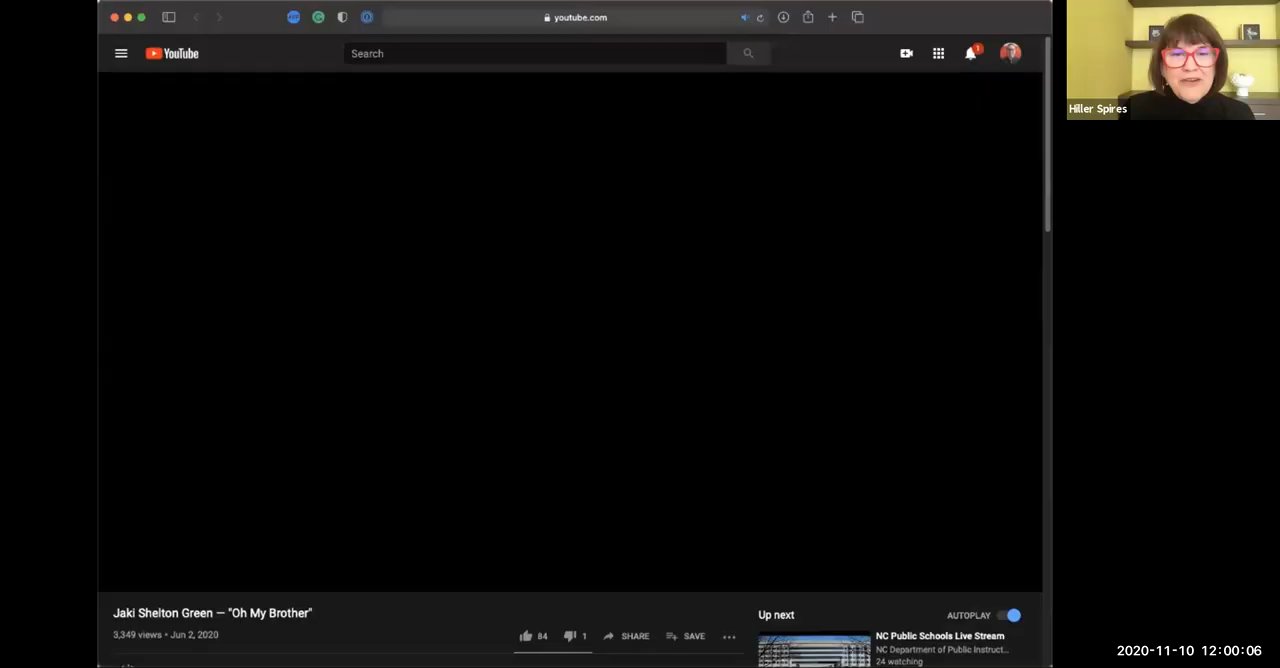 youtube.com
YouTube
Search
1
Hiller Spires
Jaki Shelton Green – "Oh My Brother"
3,349 views • Jun 2, 2020
84
1
SHARE
SAVE
Up next
AUTOPLAY
NC Public Schools Live Stream
NC Department of Public Instruct...
24 watching
2020-11-10 12:00:06